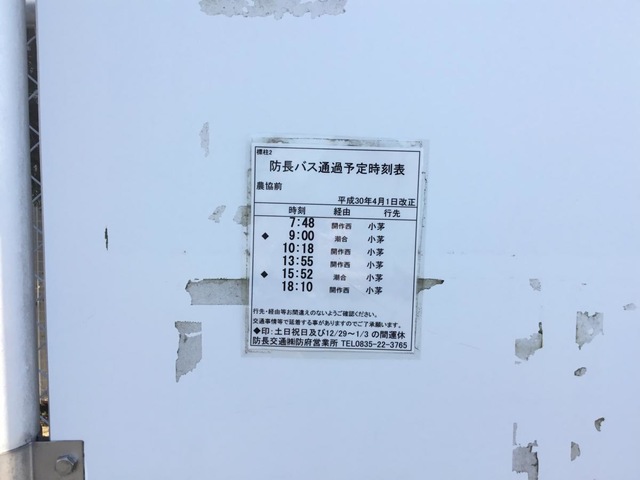 標柱2
防長バス通過予定時刻表
農協前
平成30年4月1日改正
時刻 経由 行先
7:48 開作西 小茅
◆ 9:00 潮合 小茅
10:18 開作西 小茅
13:55 開作西 小茅
◆ 15:52 潮合 小茅
18:10 開作西 小茅
行先・経由等お間違えのないようご確認ください。
交通事情等で延着する事がありますのでご了承願います。
◆印:土日祝日及び12/29~1/3 の間運休
防長交通㈱防府営業所 TEL0835-22-3765